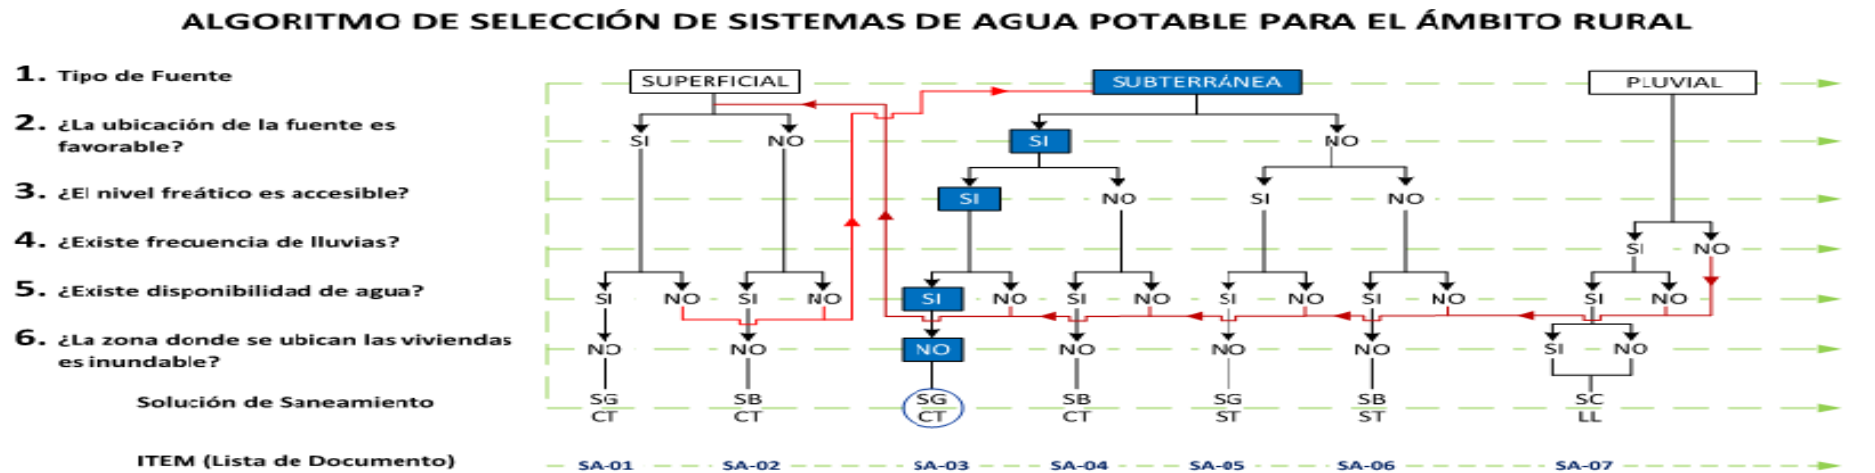 ALGORITMO DE SELECCIÓN DE SISTEMAS DE AGUA POTABLE PARA EL ÁMBITO RURAL
1. Tipo de Fuente
SUPERFICIAL SUBTERRÁNEA PLUVIAL
2. ¿La ubicación de la fuente es
favorable?
SI NO SI NO
3. ¿El nivel freático es accesible?
SI NO SI NO
4. ¿Existe frecuencia de lluvias?
SI NO
5. ¿Existe disponibilidad de agua?
SI NO SI NO SI NO SI NO SI NO SI NO SI NO
6. ¿La zona donde se ubican las viviendas
es inundable?
NO NO NO NO NO NO SI NO
Solución de Saneamiento
SG SB SG SB SG SB SC
CT CT CT CT ST ST LL
ITEM (Lista de Documento)
SA-01 SA-02 SA-03 SA-04 SA-05 SA-06 SA-07